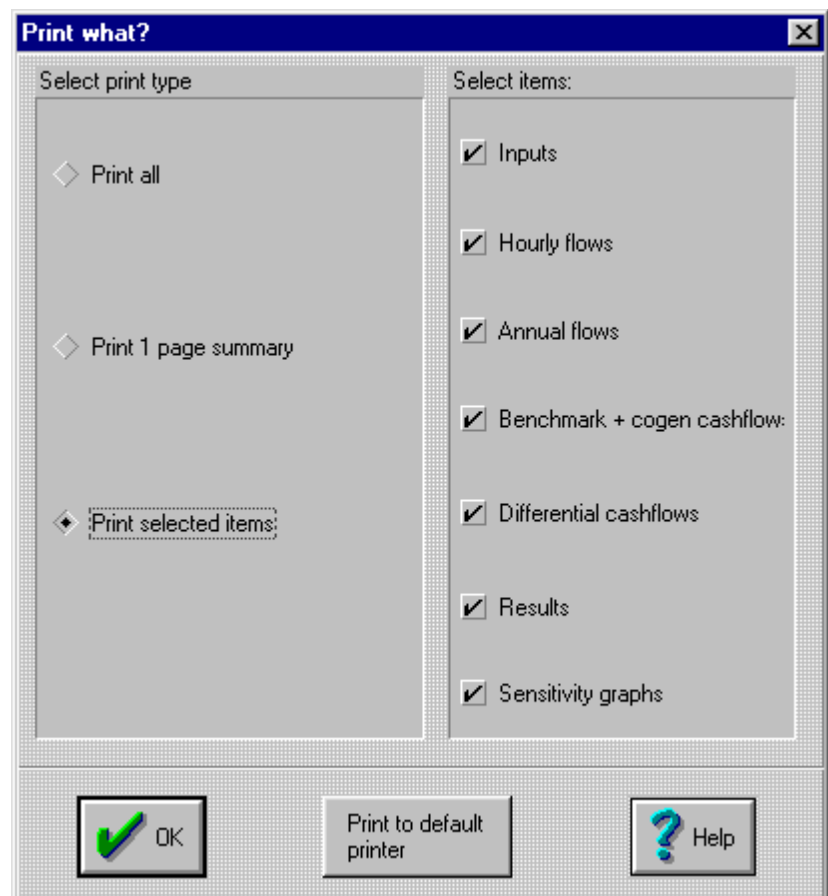 Print what?
Select print type
Print all
Print 1 page summary
Print selected items
Select items:
Inputs
Hourly flows
Annual flows
Benchmark + cogen cashflow
Differential cashflows
Results
Sensitivity graphs
OK
Print to default
printer
Help